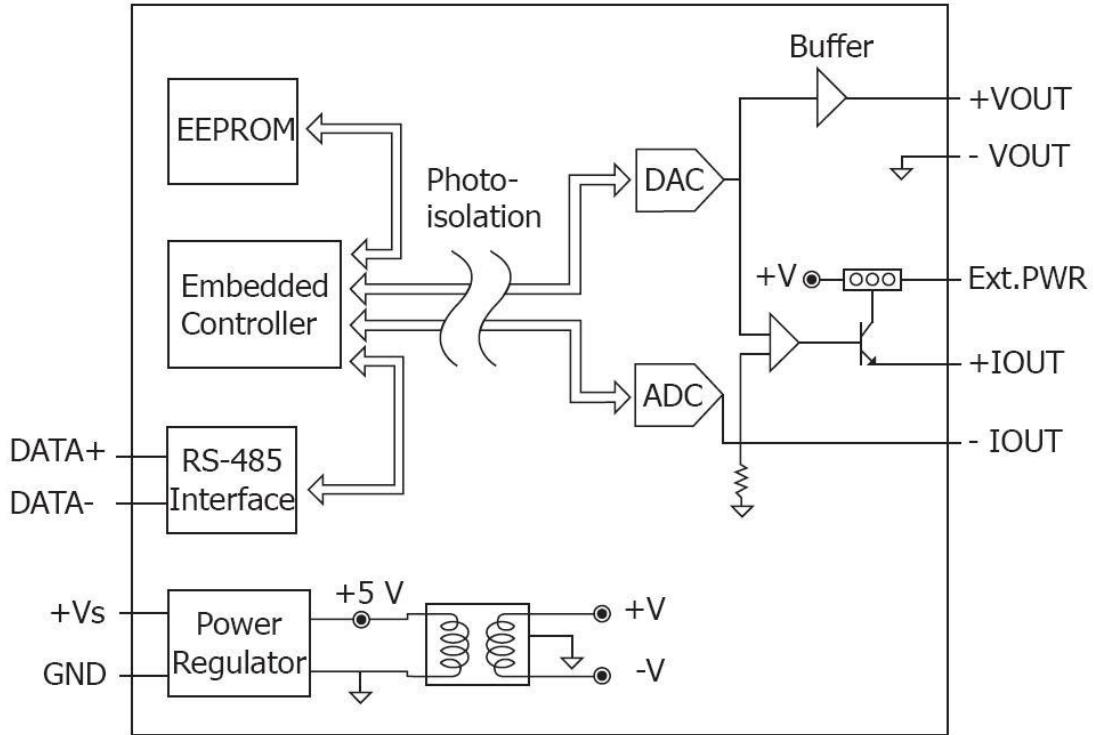 Buffer
+VOUT
- VOUT
EEPROM
Photo-
isolation
DAC
+V
Ext.PWR
Embedded
Controller
+IOUT
ADC
- IOUT
DATA+
DATA-
RS-485
Interface
+Vs
GND
Power
Regulator
+5 V
+V
-V